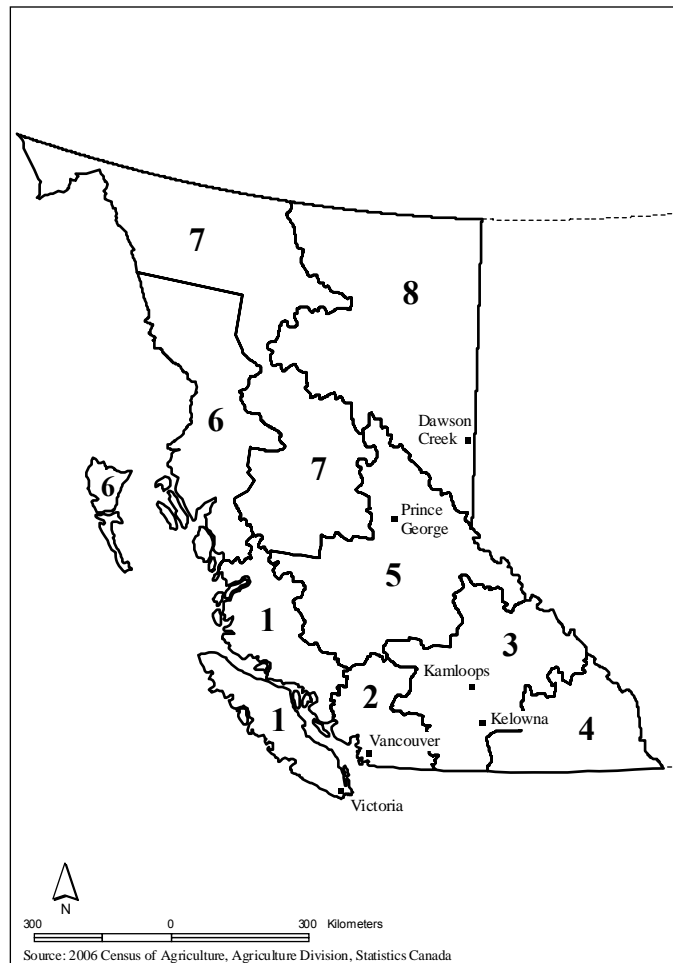 7
8
6
Dawson
Creek
7
6
Prince
George
5
1
3
Kamloops
2
1
Kelowna
4
Vancouver
Victoria
N
300 0 300 Kilometers
Source: 2006 Census of Agriculture, Agriculture Division, Statistics Canada